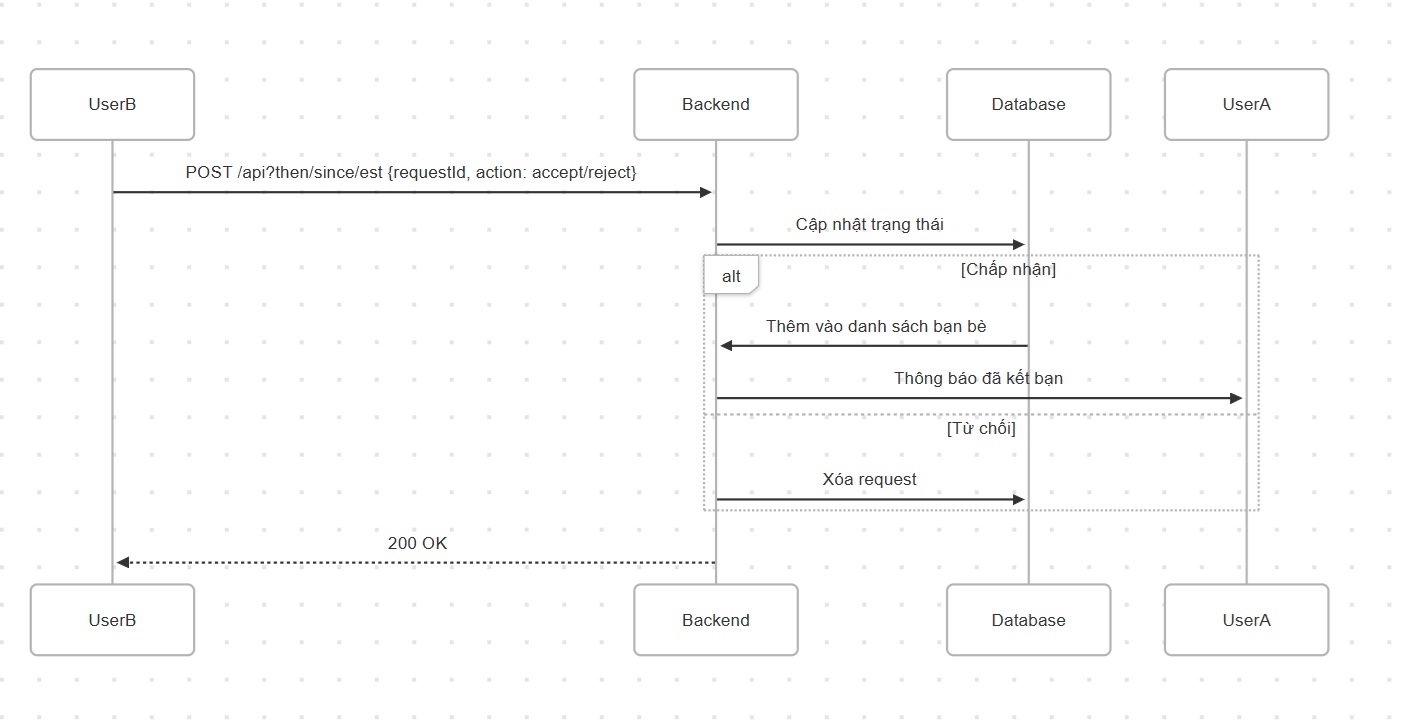 UserB
Backend
Database
UserA
POST /api?then/since/est {requestId, action: accept/reject}
Cập nhật trạng thái
alt
[Chấp nhận]
Thêm vào danh sách bạn bè
Thông báo đã kết bạn
[Từ chối]
Xóa request
200 OK
UserB
Backend
Database
UserA